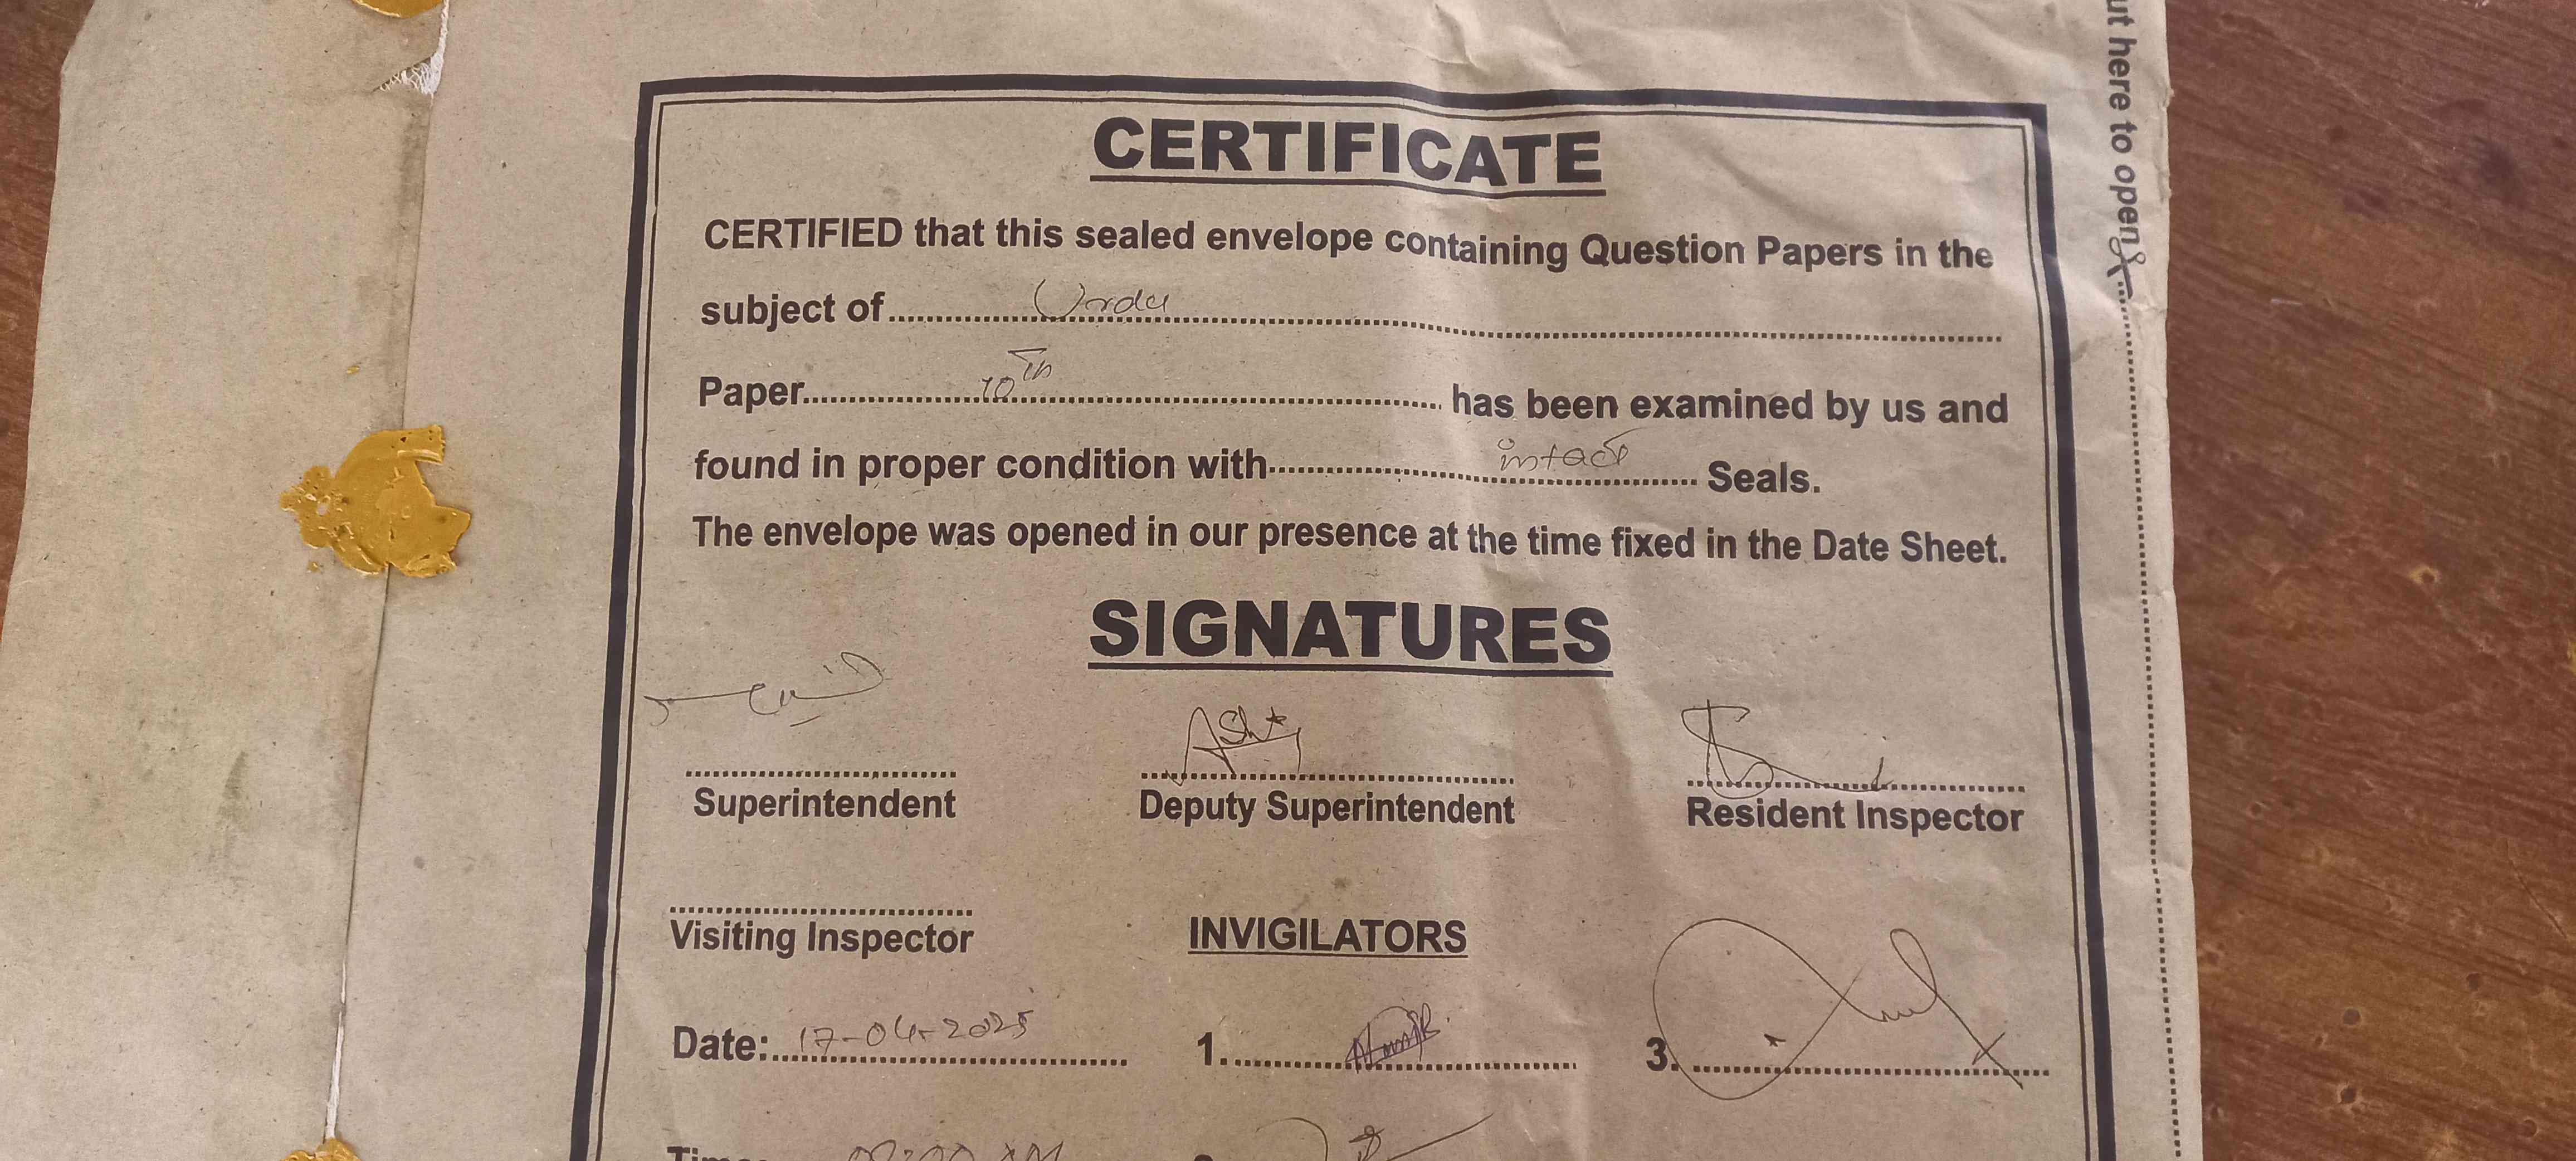 CERTIFICATE
CERTIFIED that this sealed envelope containing Question Papers in the
subject of Urdu
Paper 10th has been examined by us and
found in proper condition with intact Seals.
The envelope was opened in our presence at the time fixed in the Date Sheet.
SIGNATURES
Superintendent Deputy Superintendent Resident Inspector
Visiting Inspector INVIGILATORS
Date: 17-04-2025 1. 3.
here to open